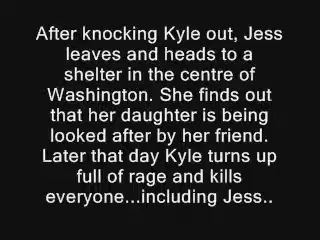 After knocking Kyle out, Jess
leaves and heads to a
shelter in the centre of
Washington. She finds out
that her daughter is being
looked after by her friend.
Later that day Kyle turns up
full of rage and kills
everyone...including Jess..